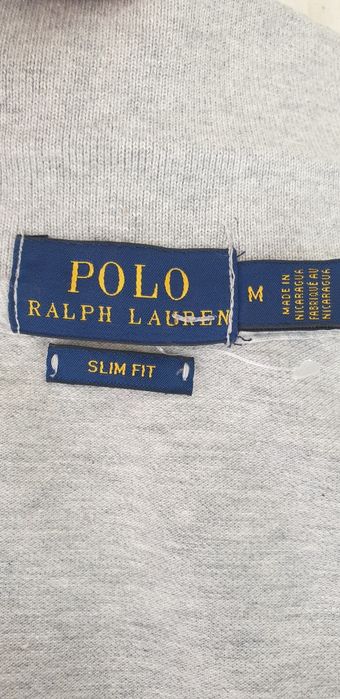 POLO
RALPH LAUREN
M
MADE IN
NICARAGUA
FABRIQUÉ AU
NICARAGUA
SLIM FIT